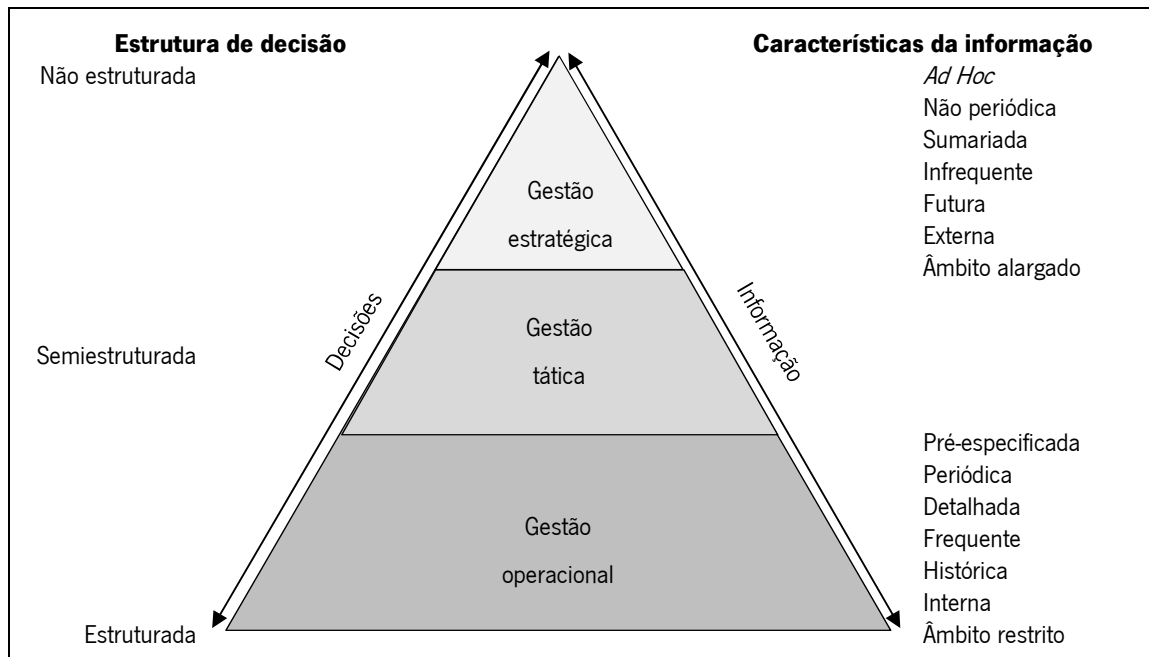 Estrutura de decisão
Características da informação
Não estruturada
Ad Hoc
Não periódica
Sumariada
Infrequente
Futura
Externa
Âmbito alargado
Gestão
estratégica
Decisões
Informação
Semiestruturada
Gestão
tática
Pré-especificada
Periódica
Detalhada
Frequente
Histórica
Interna
Âmbito restrito
Gestão
operacional
Estruturada